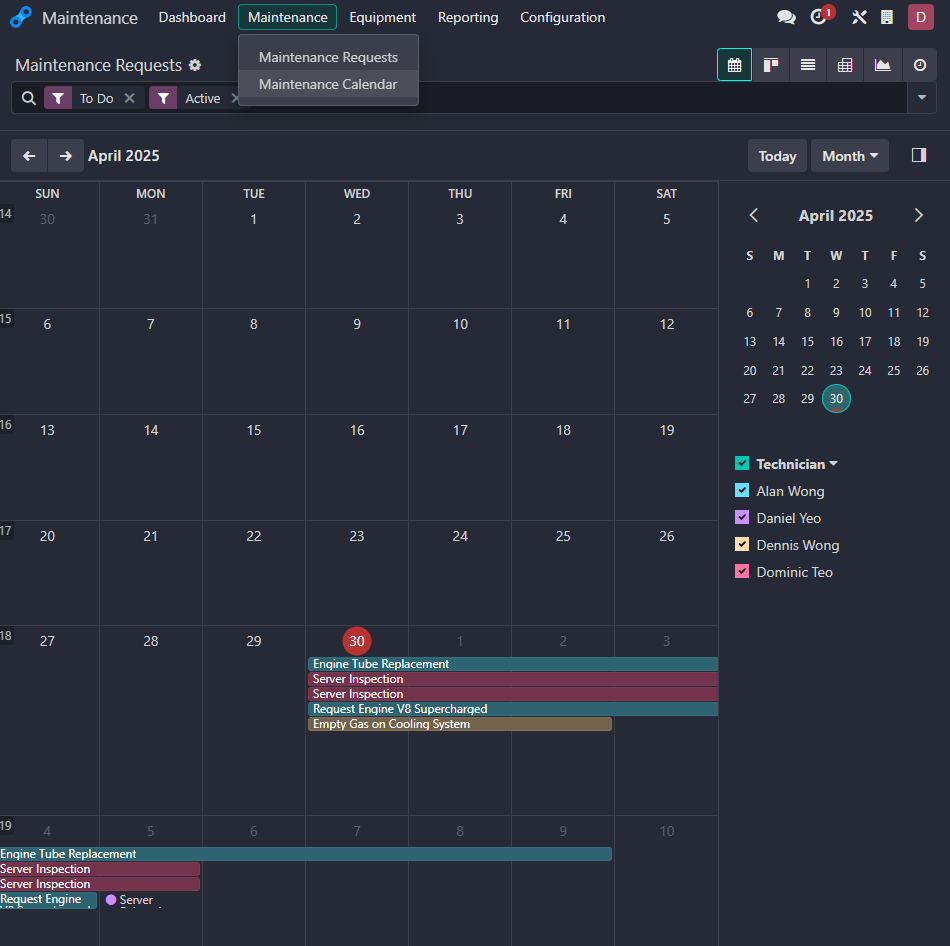 Maintenance Dashboard Maintenance Equipment Reporting Configuration 1 D
Maintenance Requests
Maintenance Calendar
Maintenance Requests
To Do Active
April 2025 Today Month
SUN MON TUE WED THU FRI SAT
14 30 31 1 2 3 4 5
15 6 7 8 9 10 11 12
16 13 14 15 16 17 18 19
17 20 21 22 23 24 25 26
18 27 28 29 30 1 2 3
Engine Tube Replacement
Server Inspection
Server Inspection
Request Engine V8 Supercharged
Empty Gas on Cooling System
19 4 5 6 7 8 9 10
Engine Tube Replacement
Server Inspection
Server Inspection
Request Engine
Server
April 2025
S M T W T F S
1 2 3 4 5
6 7 8 9 10 11 12
13 14 15 16 17 18 19
20 21 22 23 24 25 26
27 28 29 30
Technician
Alan Wong
Daniel Yeo
Dennis Wong
Dominic Teo